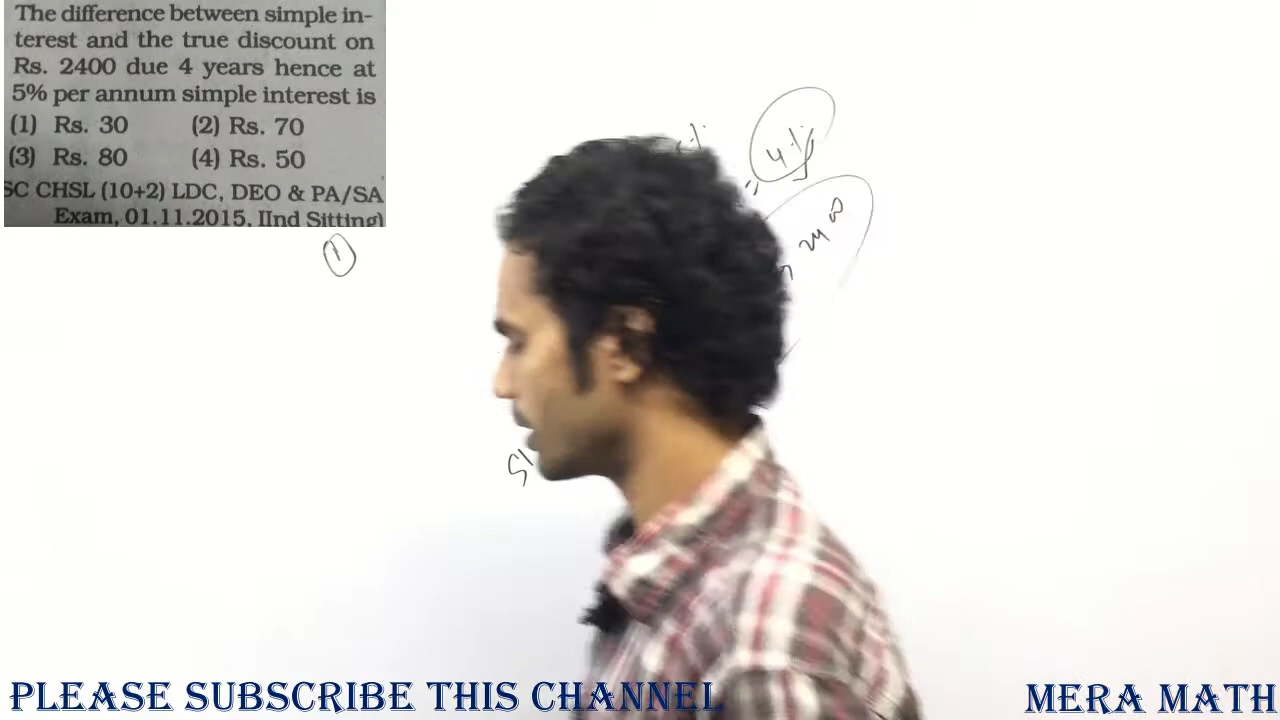 The difference between simple in-
terest and the true discount on
Rs. 2400 due 4 years hence at
5% per annum simple interest is
(1) Rs. 30 (2) Rs. 70
(3) Rs. 80 (4) Rs. 50
SC CHSL (10+2) LDC, DEO & PA/SA
Exam, 01.11.2015, IInd Sitting)
1
4%
2400
SI
PLEASE SUBSCRIBE THIS CHANNEL
MERA MATH